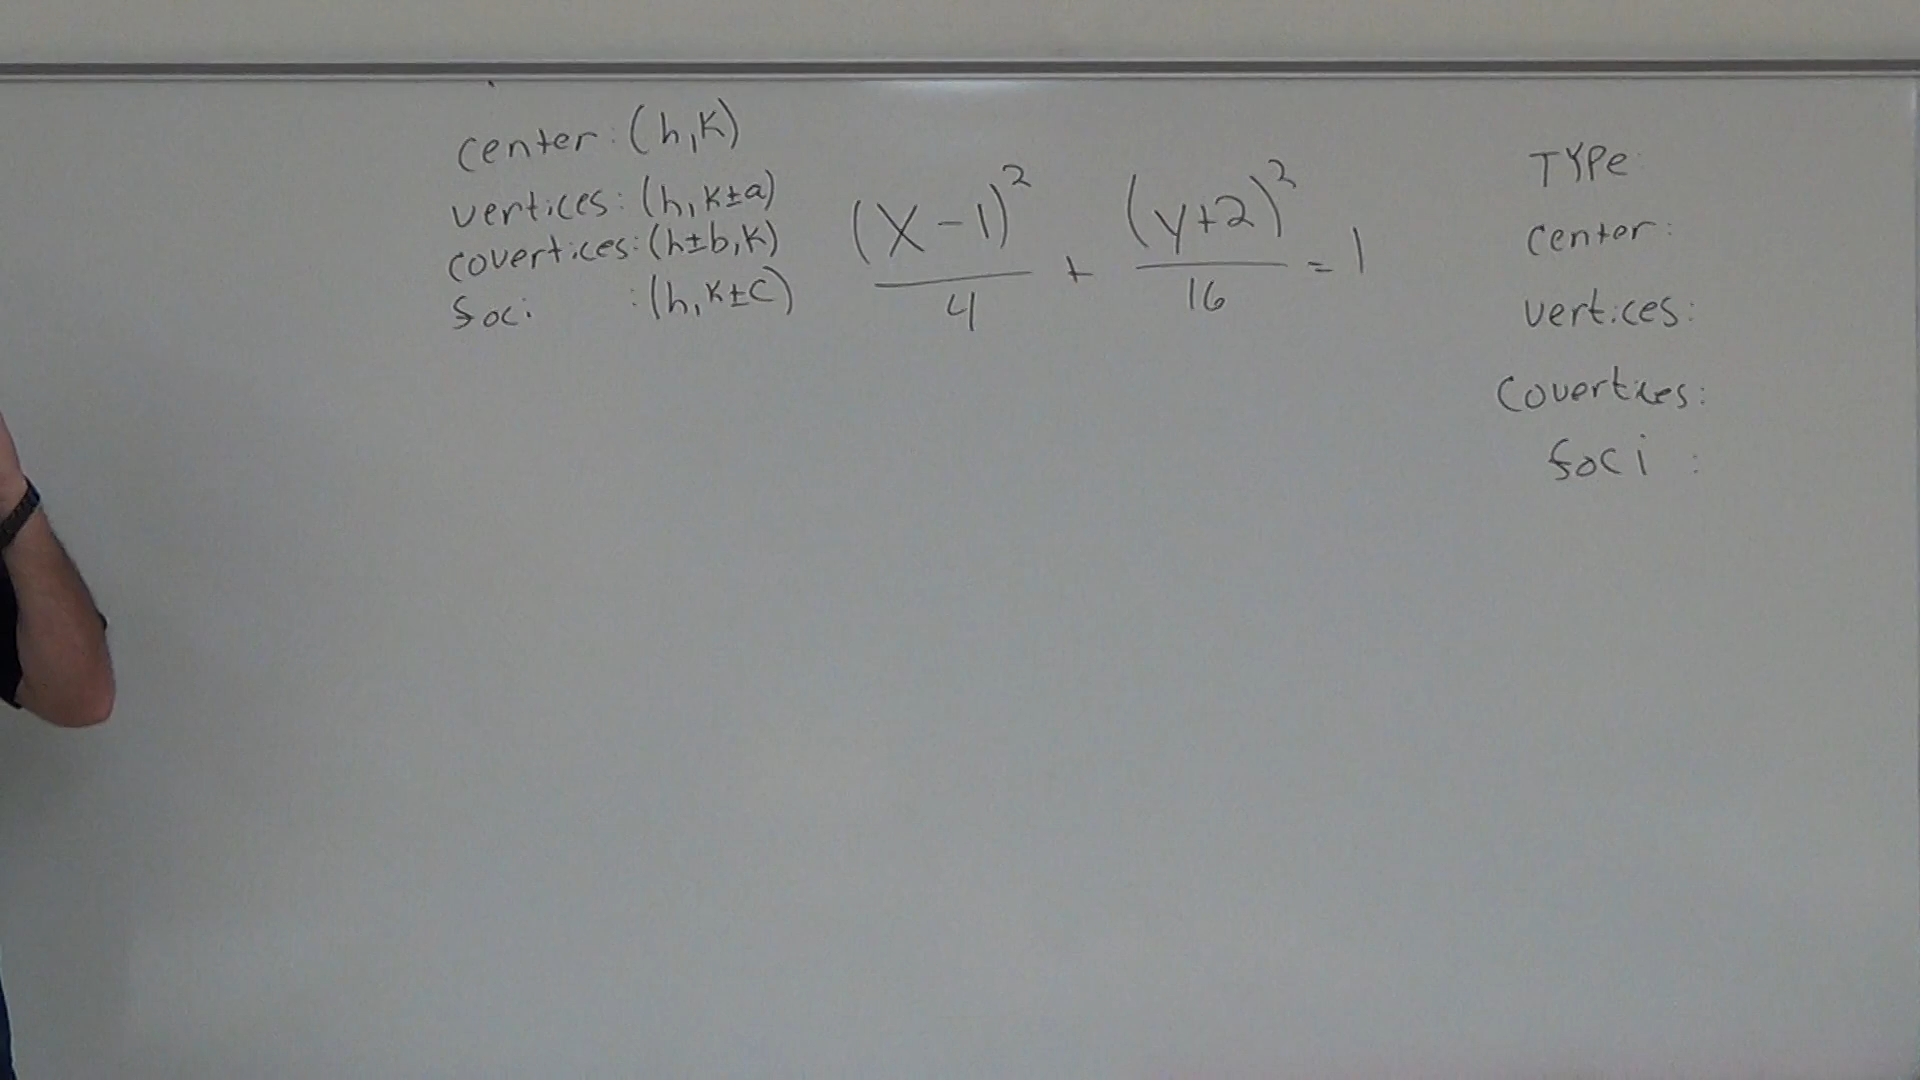 center: (h,k)
vertices: (h,k±a)
covertices: (h±b,k)
foci : (h,k±c)
(x-1)²/4 + (y+2)²/16 = 1
TYPe:
center:
vertices:
Covertices:
foci :